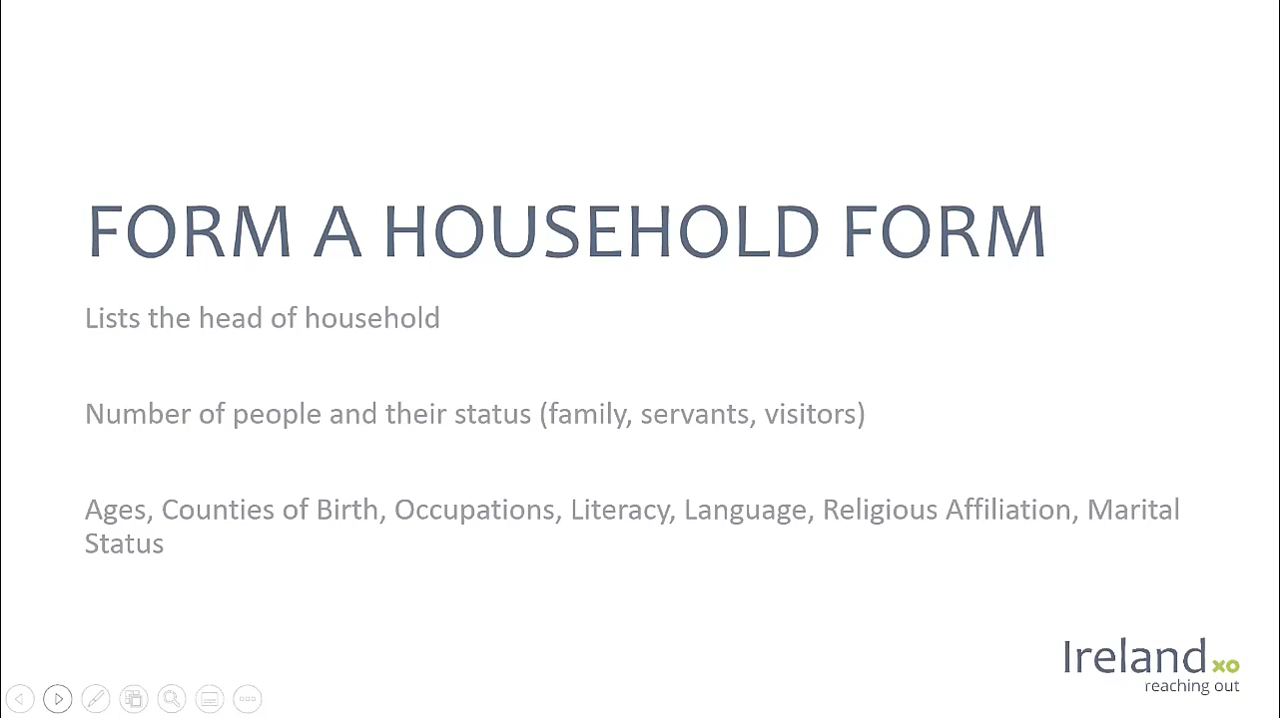 FORM A HOUSEHOLD FORM
Lists the head of household
Number of people and their status (family, servants, visitors)
Ages, Counties of Birth, Occupations, Literacy, Language, Religious Affiliation, Marital
Status
Ireland xo
reaching out